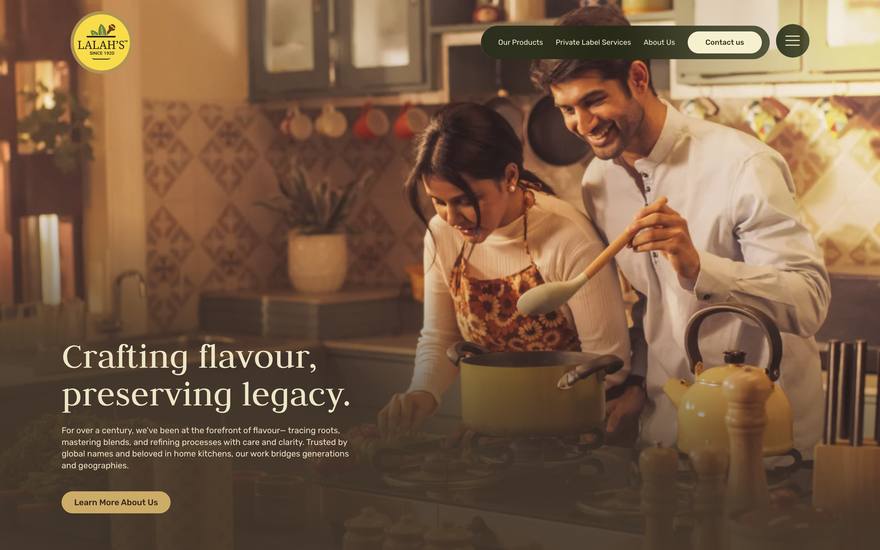 LALAH'S
SINCE 1920
Our Products
Private Label Services
About Us
Contact us
Crafting flavour,
preserving legacy.
For over a century, we've been at the forefront of flavour— tracing roots,
mastering blends, and refining processes with care and clarity. Trusted by
global names and beloved in home kitchens, our work bridges generations
and geographies.
Learn More About Us